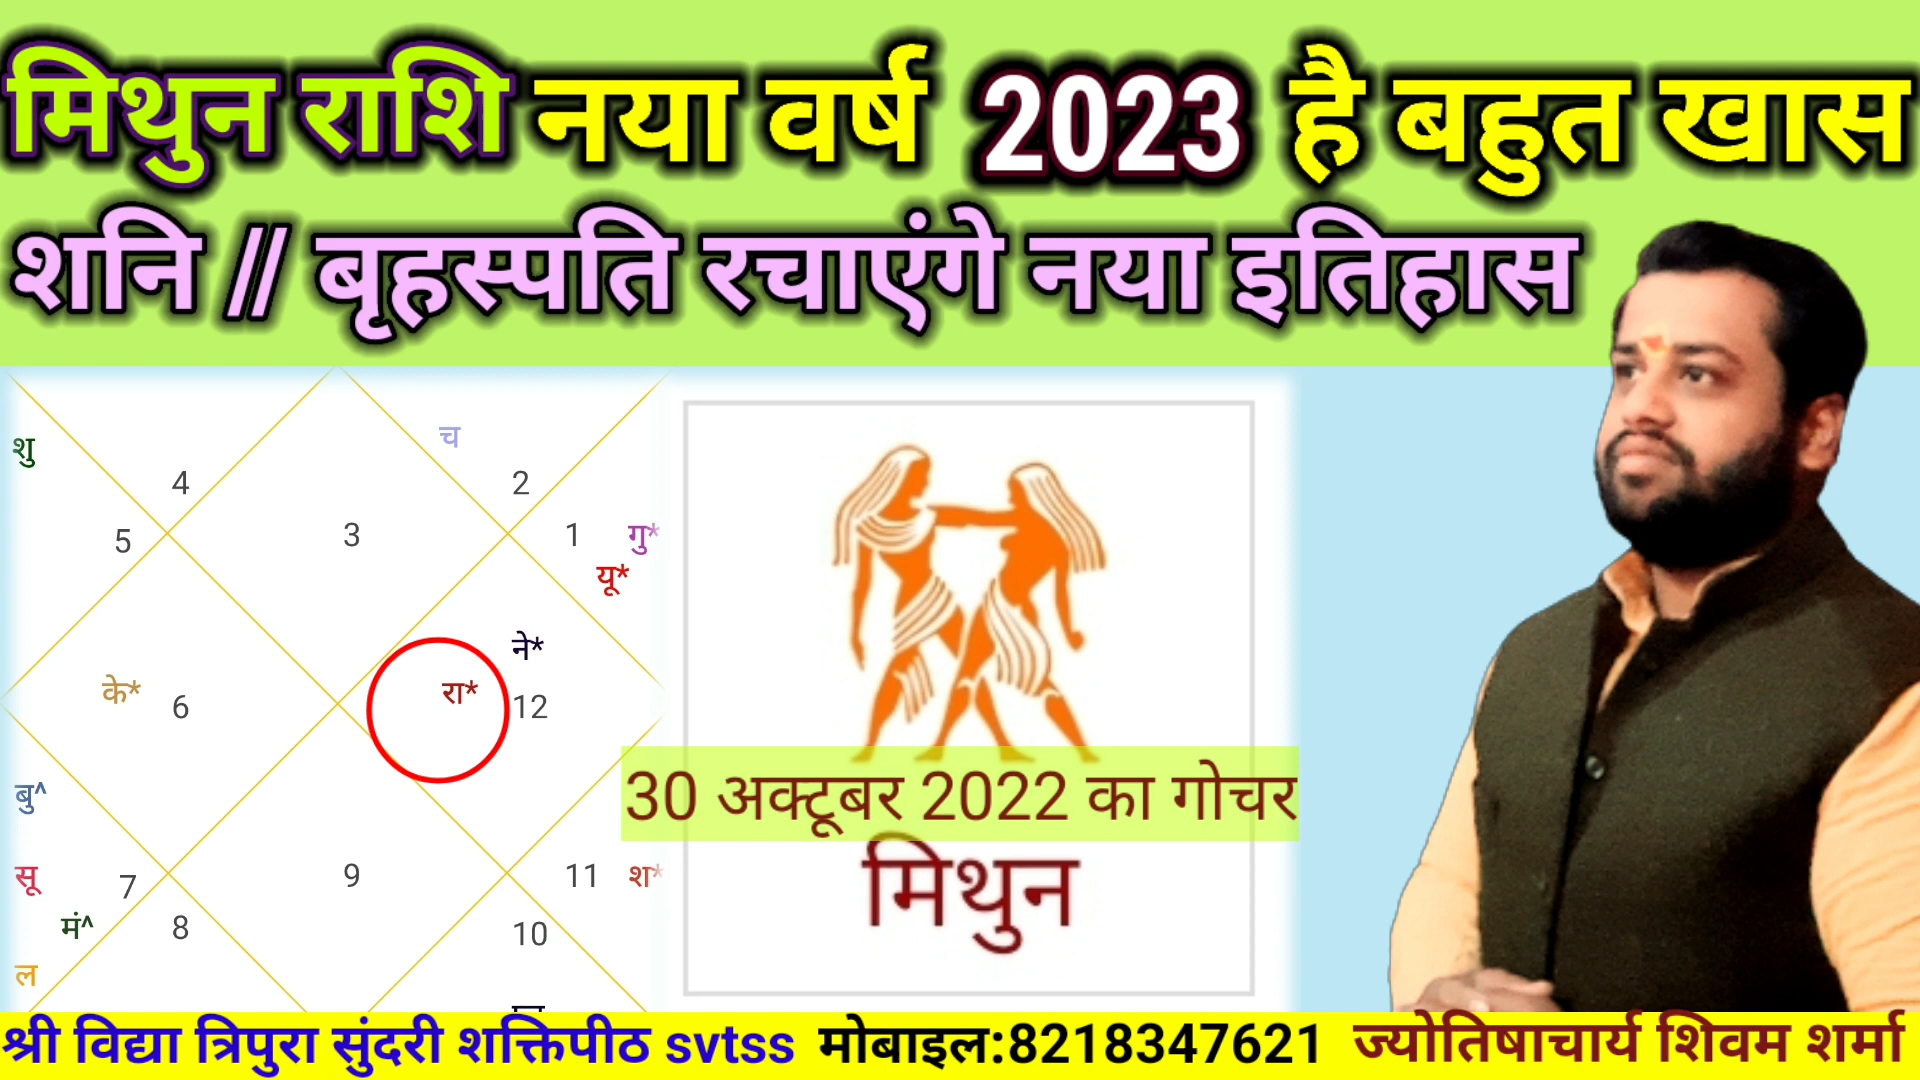 मिथुन राशि नया वर्ष 2023 है बहुत खास
शनि // बृहस्पति रचाएंगे नया इतिहास
शु
4
च
2
5
3
1 गु*
यू*
ने*
के* 6
रा* 12
बु^
सू
7
9
11 श*
मं^
8
10
ल
30 अक्टूबर 2022 का गोचर
मिथुन
श्री विद्या त्रिपुरा सुंदरी शक्तिपीठ svtss मोबाइल:8218347621 ज्योतिषाचार्य शिवम शर्मा